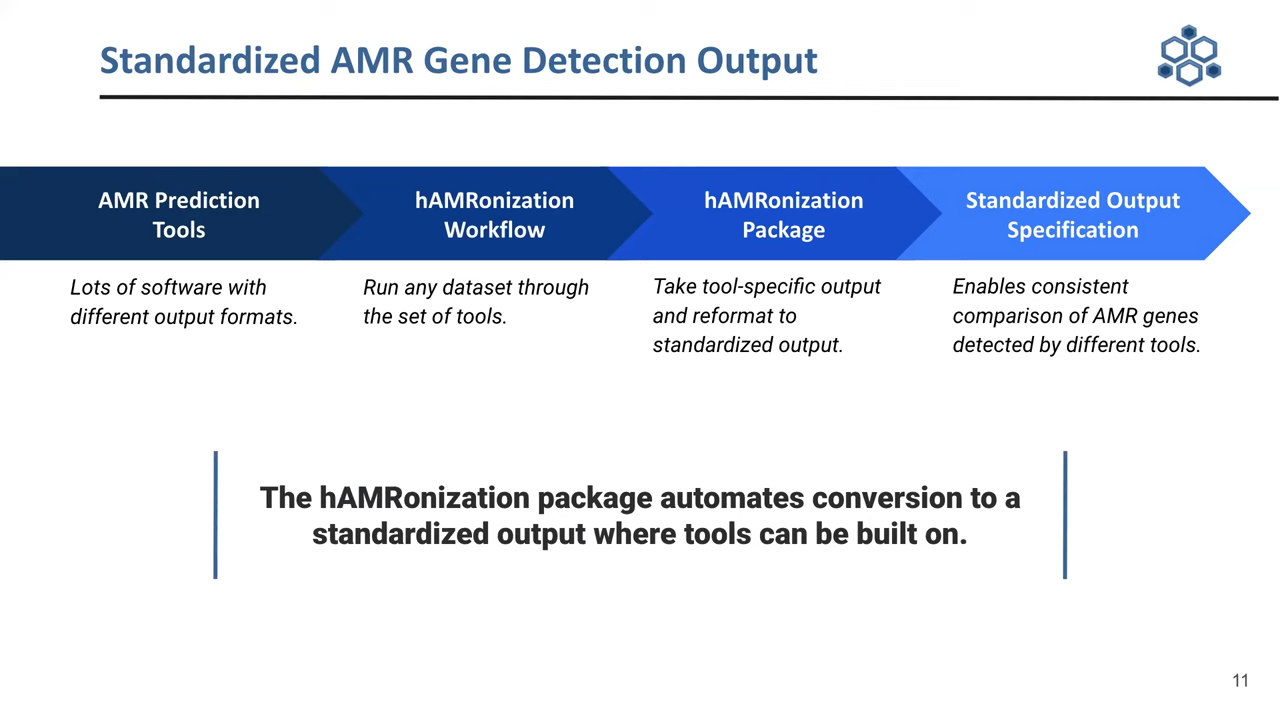 Standardized AMR Gene Detection Output
AMR Prediction
Tools
hAMRonization
Workflow
hAMRonization
Package
Standardized Output
Specification
Lots of software with
different output formats.
Run any dataset through
the set of tools.
Take tool-specific output
and reformat to
standardized output.
Enables consistent
comparison of AMR genes
detected by different tools.
The hAMRonization package automates conversion to a
standardized output where tools can be built on.
11